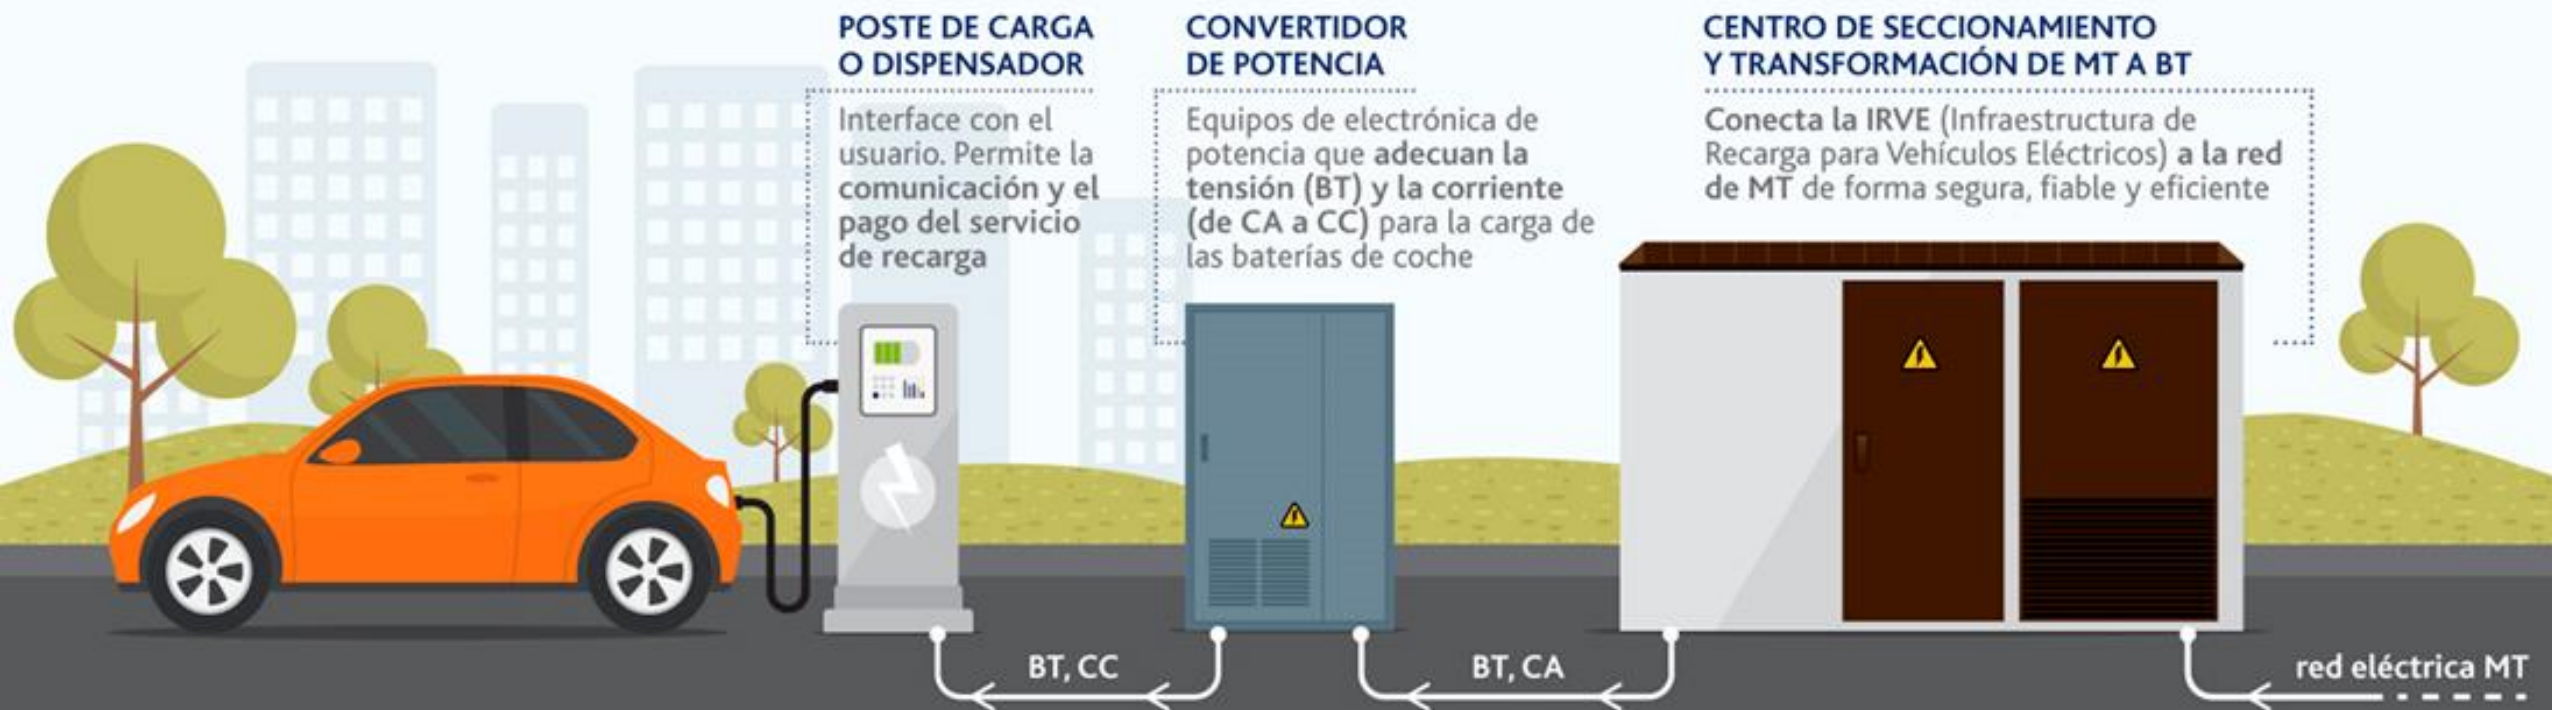 POSTE DE CARGA
O DISPENSADOR
Interface con el
usuario. Permite la
comunicación y el
pago del servicio
de recarga
CONVERTIDOR
DE POTENCIA
Equipos de electrónica de
potencia que adecuan la
tensión (BT) y la corriente
(de CA a CC) para la carga de
las baterías de coche
CENTRO DE SECCIONAMIENTO
Y TRANSFORMACIÓN DE MT A BT
Conecta la IRVE (Infraestructura de
Recarga para Vehículos Eléctricos) a la red
de MT de forma segura, fiable y eficiente
BT, CC
BT, CA
red eléctrica MT